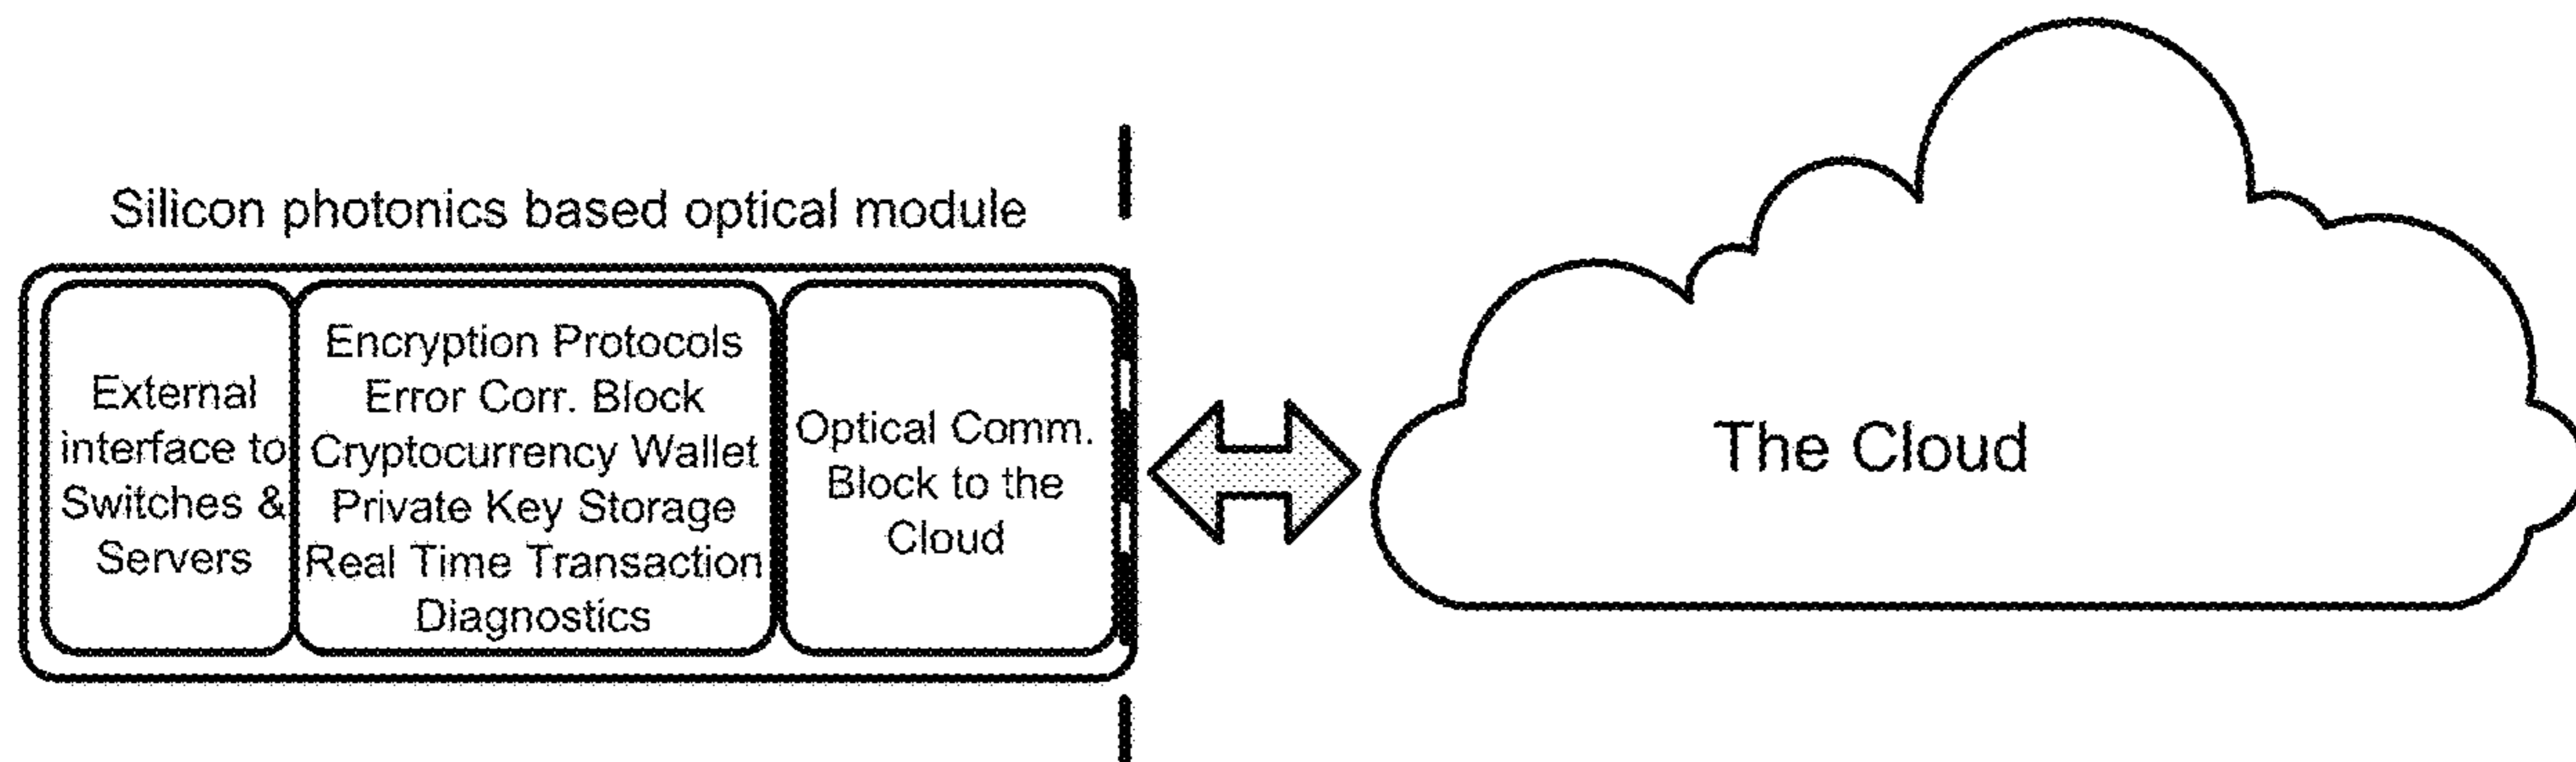 Silicon photonics based optical module
External
interface to
Switches &
Servers
Encryption Protocols
Error Corr. Block
Cryptocurrency Wallet
Private Key Storage
Real Time Transaction
Diagnostics
Optical Comm.
Block to the
Cloud
The Cloud